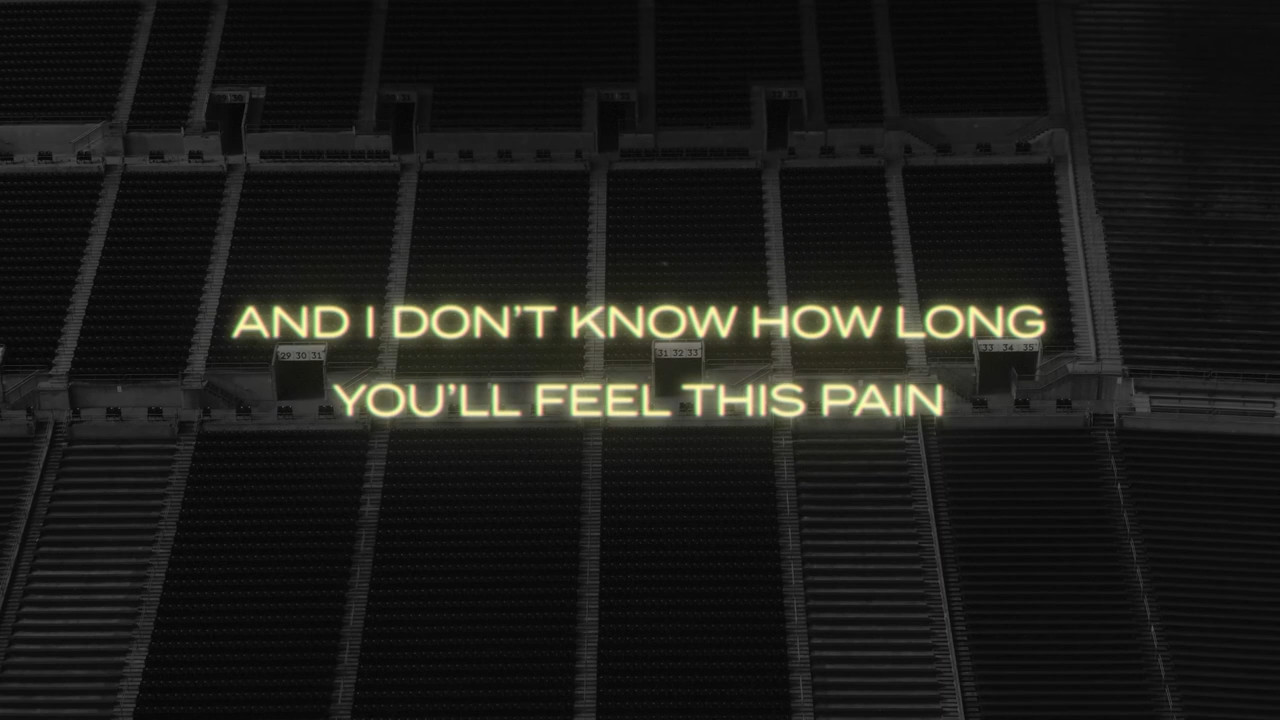 AND I DON'T KNOW HOW LONG
29 30 31
31 32 33
33 34 35
YOU'LL FEEL THIS PAIN